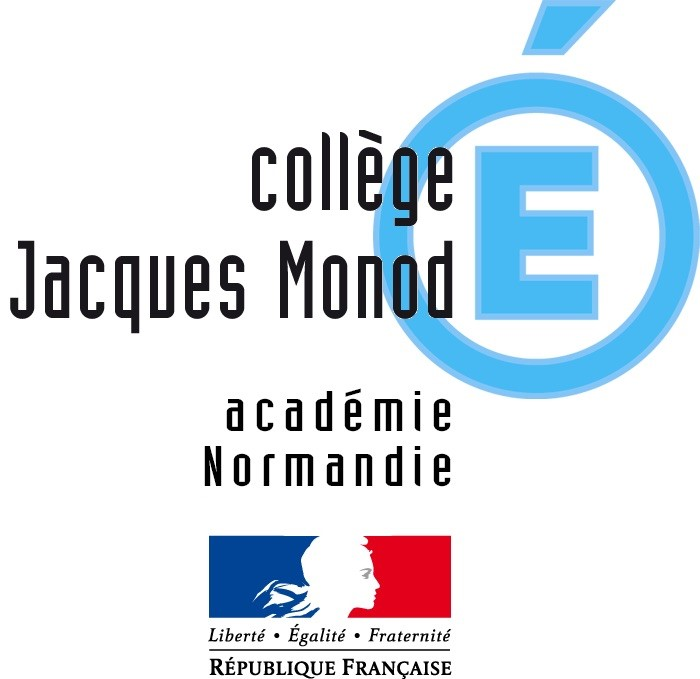 É
collège
Jacques Monod
académie
Normandie
Liberté • Égalité • Fraternité
RÉPUBLIQUE FRANÇAISE